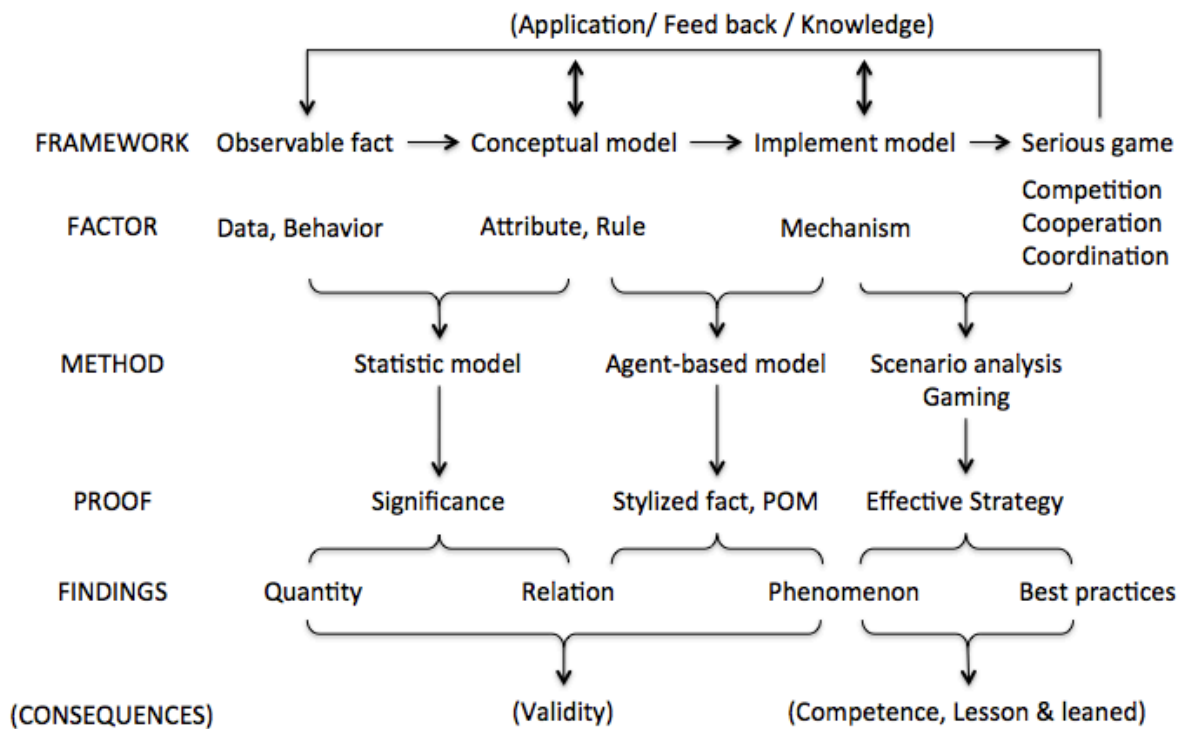 (Application/ Feed back / Knowledge)
FRAMEWORK Observable fact Conceptual model Implement model Serious game
FACTOR Data, Behavior Attribute, Rule Mechanism Competition
Cooperation
Coordination
METHOD Statistic model Agent-based model Scenario analysis
Gaming
PROOF Significance Stylized fact, POM Effective Strategy
FINDINGS Quantity Relation Phenomenon Best practices
(CONSEQUENCES) (Validity) (Competence, Lesson & leaned)